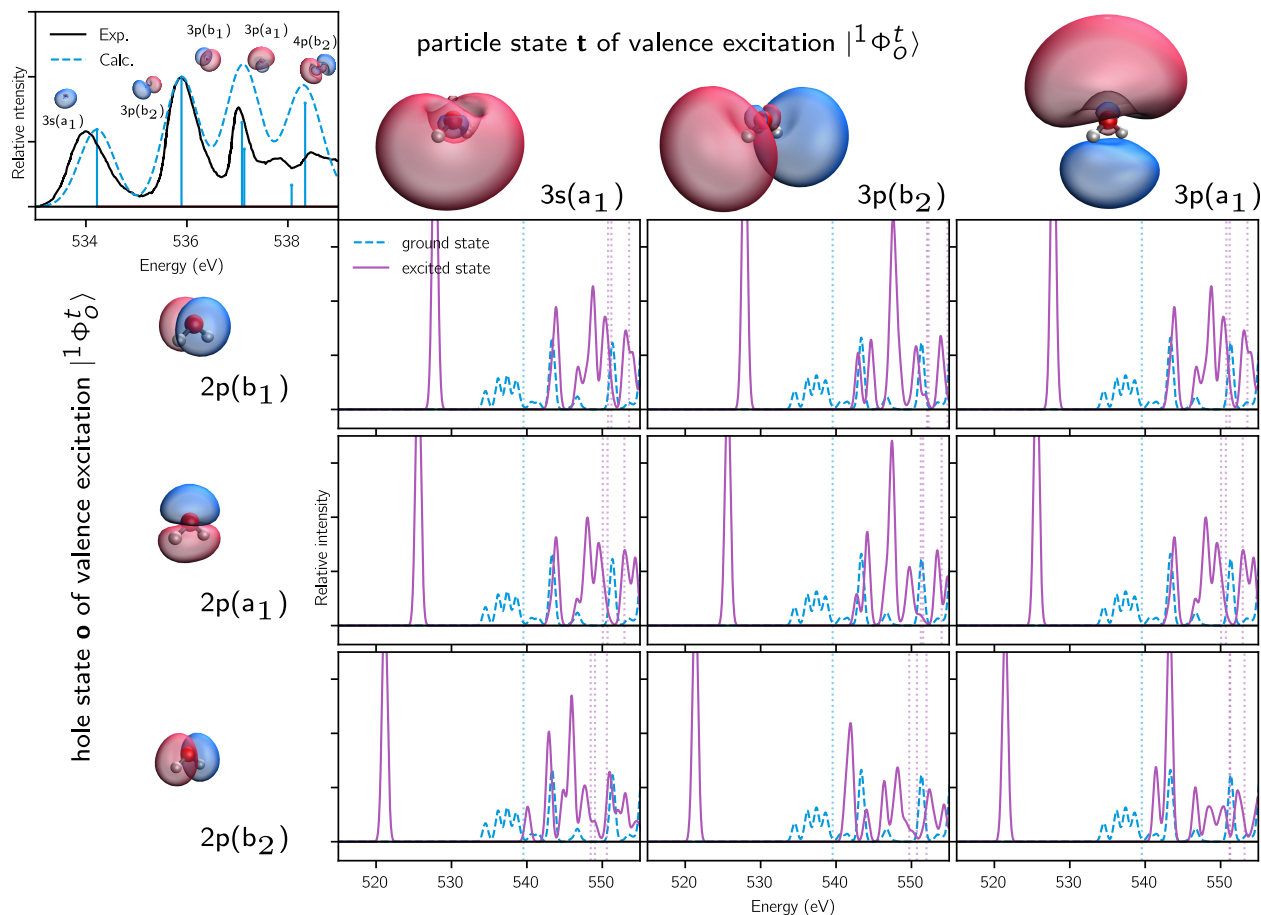 Exp.
Calc.
3s(a₁)
3p(b₂)
3p(b₁)
3p(a₁)
4p(b₂)
Relative intensity
534
536
538
Energy (eV)
particle state t of valence excitation |¹Φₒᵗ⟩
3s(a₁)
3p(b₂)
3p(a₁)
ground state
excited state
hole state o of valence excitation |¹Φₒᵗ⟩
2p(b₁)
2p(a₁)
2p(b₂)
Relative intensity
520
530
540
550
520
530
540
550
520
530
540
550
Energy (eV)